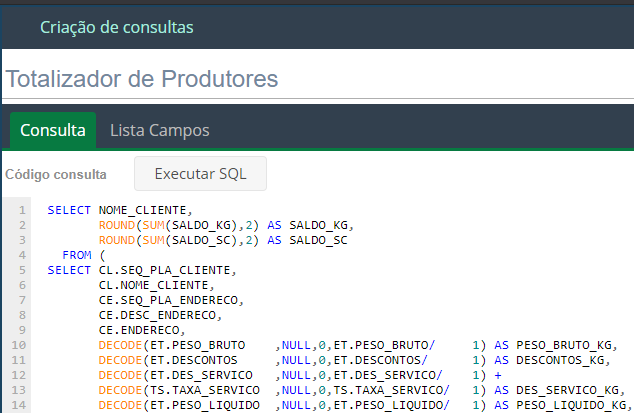 Criação de consultas
Totalizador de Produtores
Consulta Lista Campos
Código consulta Executar SQL
1 SELECT NOME_CLIENTE,
2 ROUND(SUM(SALDO_KG),2) AS SALDO_KG,
3 ROUND(SUM(SALDO_SC),2) AS SALDO_SC
4 FROM (
5 SELECT CL.SEQ_PLA_CLIENTE,
6 CL.NOME_CLIENTE,
7 CE.SEQ_PLA_ENDERECO,
8 CE.DESC_ENDERECO,
9 CE.ENDERECO,
10 DECODE(ET.PESO_BRUTO ,NULL,0,ET.PESO_BRUTO/ 1) AS PESO_BRUTO_KG,
11 DECODE(ET.DESCONTOS ,NULL,0,ET.DESCONTOS/ 1) AS DESCONTOS_KG,
12 DECODE(ET.DES_SERVICO ,NULL,0,ET.DES_SERVICO/ 1) +
13 DECODE(TS.TAXA_SERVICO ,NULL,0,TS.TAXA_SERVICO/ 1) AS DES_SERVICO_KG,
14 DECODE(ET.PESO_LIQUIDO ,NULL,0,ET.PESO_LIQUIDO/ 1) AS PESO_LIQUIDO_KG,